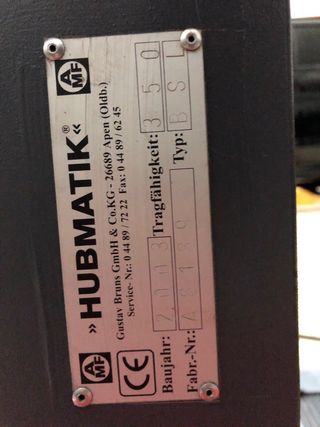 AMF » HUBMATIK® « AMF
Gustav Bruns GmbH & Co.KG - 26689 Apen (Oldb.)
Service- Nr.: 0 44 89 / 72 22 Fax: 0 44 89 / 62 45
CE
Baujahr: 2003 Tragfähigkeit: 350
Fabr.-Nr.: 48189 Typ: BSL